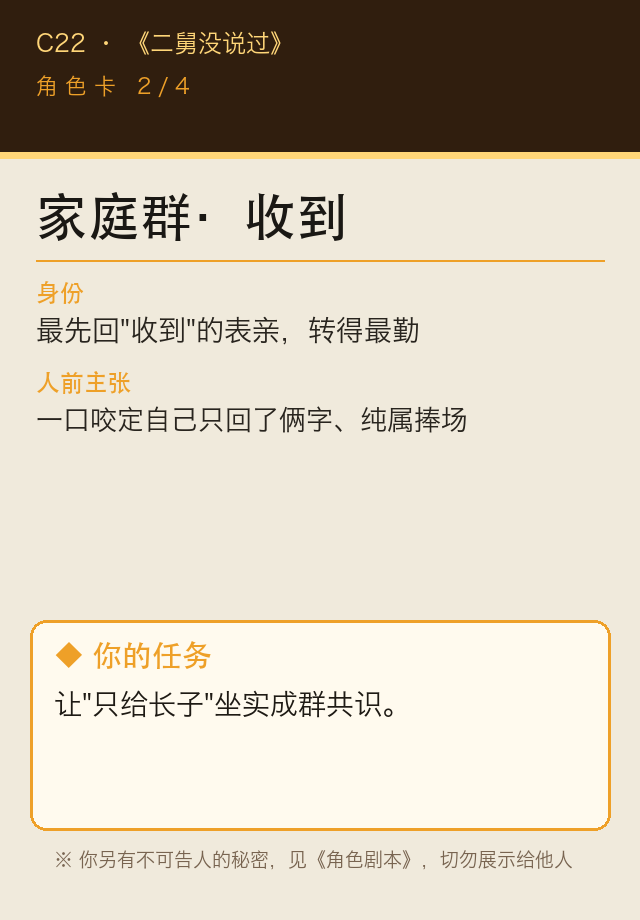 C22 · 《二舅没说过》
角色卡 2/4
家庭群· 收到
身份
最先回"收到"的表亲，转得最勤
人前主张
一口咬定自己只回了俩字、纯属捧场
◆ 你的任务
让"只给长子"坐实成群共识。
※ 你另有不可告人的秘密，见《角色剧本》，切勿展示给他人